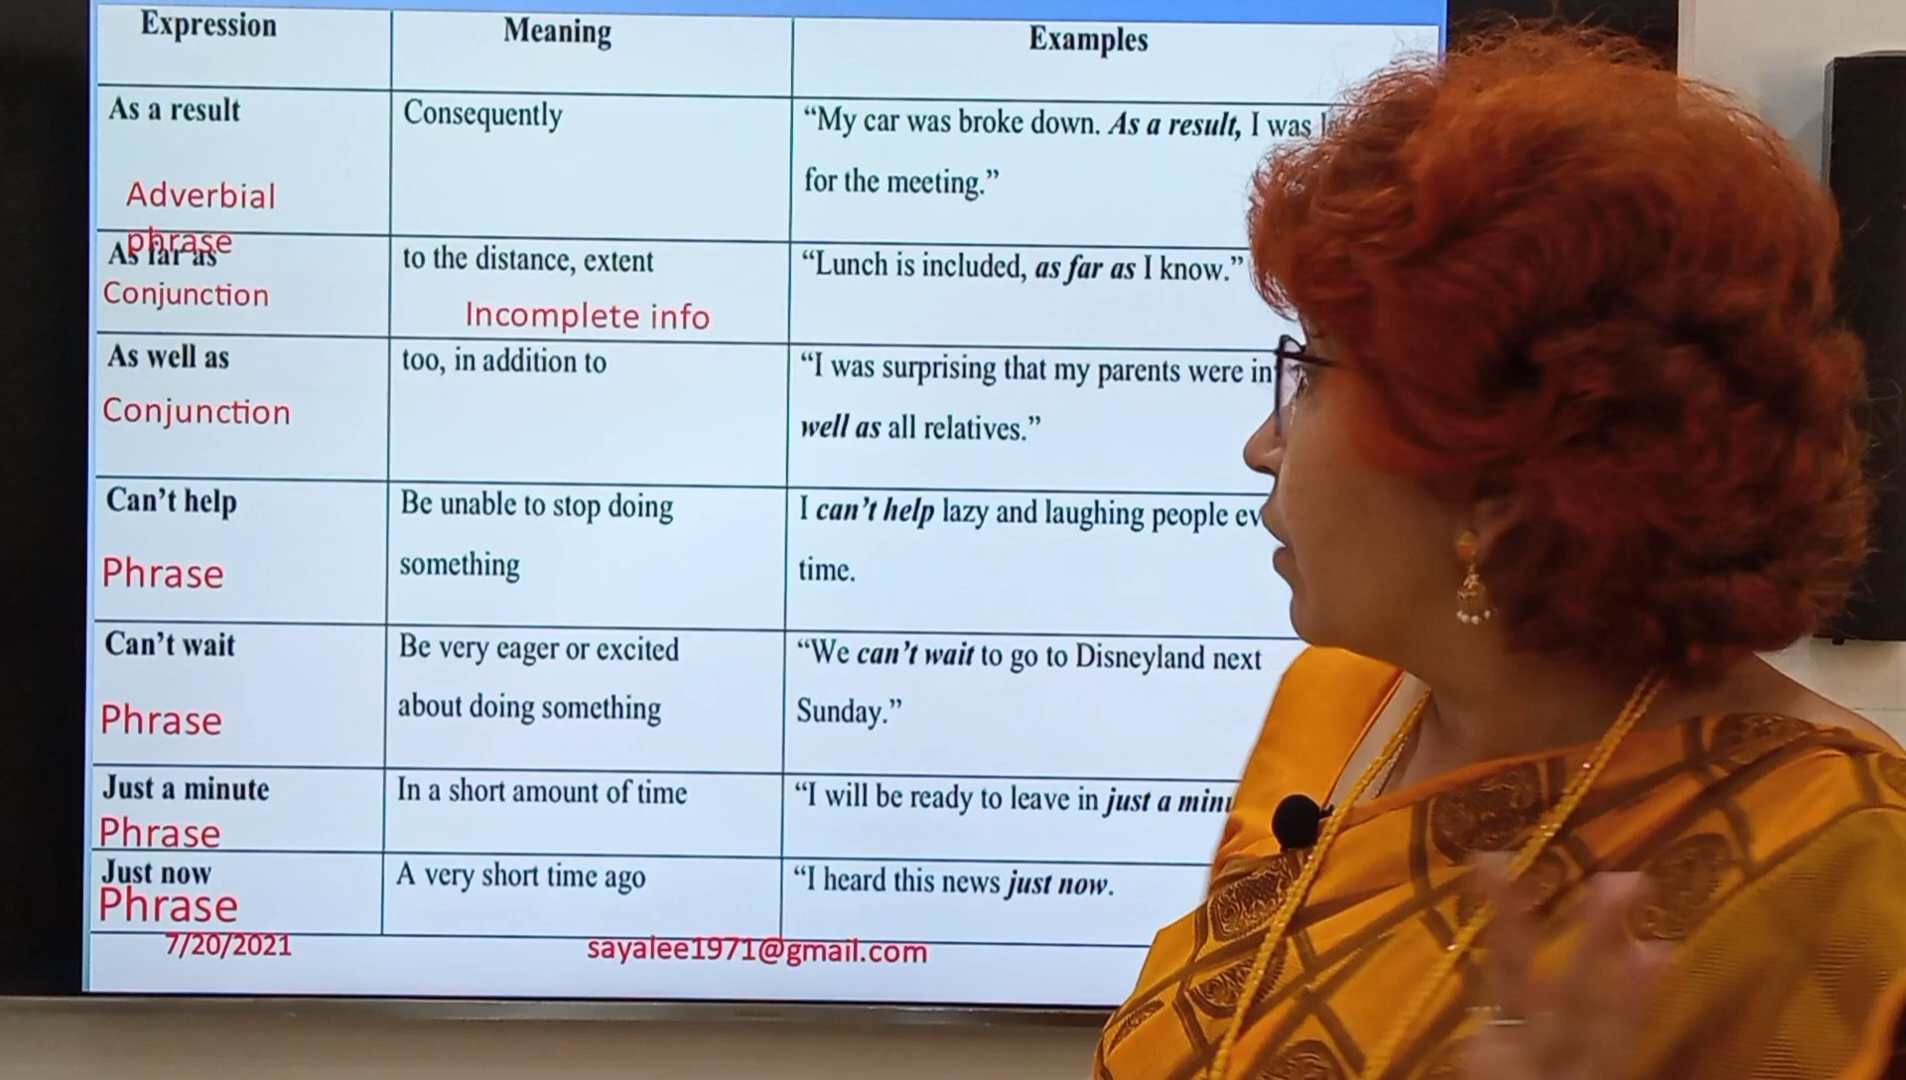 Expression Meaning Examples
As a result Consequently “My car was broke down. As a result, I was
for the meeting.”
Adverbial
phrase
As far as to the distance, extent “Lunch is included, as far as I know.”
Conjunction Incomplete info
As well as too, in addition to “I was surprising that my parents were
Conjunction well as all relatives.”
Can’t help Be unable to stop doing I can’t help lazy and laughing people
Phrase something time.
Can’t wait Be very eager or excited “We can’t wait to go to Disneyland next
Phrase about doing something Sunday.”
Just a minute In a short amount of time “I will be ready to leave in just a
Phrase
Just now A very short time ago “I heard this news just now.
Phrase
7/20/2021 sayalee1971@gmail.com